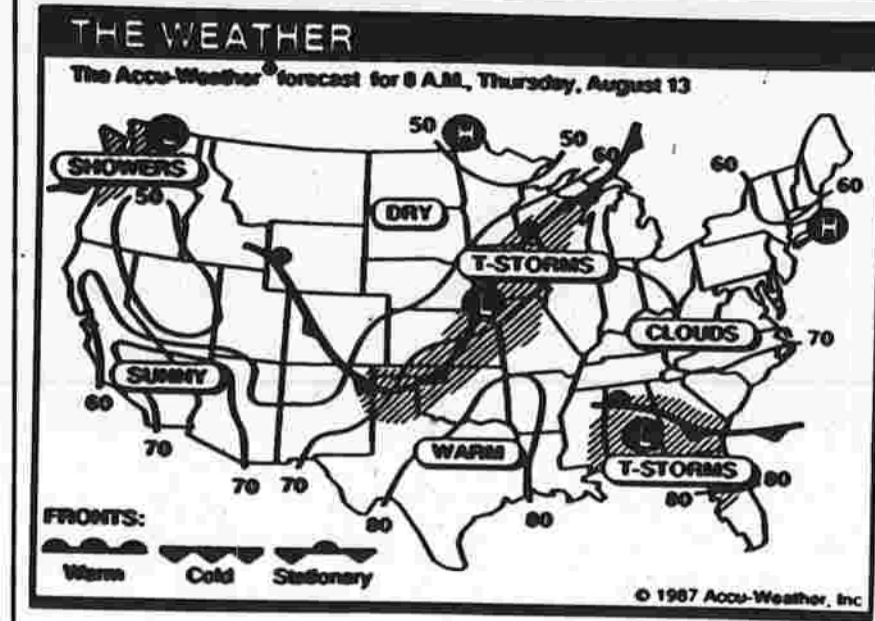 THE WEATHER
The Accu-Weather® forecast for 8 A.M., Thursday, August 13
50 H 50
60
60
60
SHOWERS
50
DRY
H
T-STORMS
L
CLOUDS
70
SUNNY
60
70
WARM
L
T-STORMS
80
80
70 70
80
80
FRONTS:
Warm Cold Stationary
© 1987 Accu-Weather, Inc